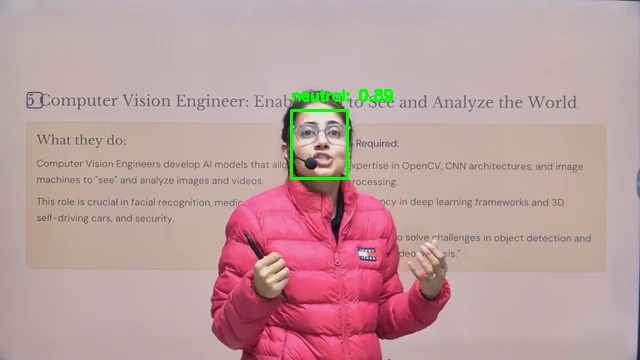 neutral: 0.89
5 Computer Vision Engineer: Enab to See and Analyze the World
What they do:
Required:
Computer Vision Engineers develop AI models that allo expertise in OpenCV, CNN architectures, and image
machines to "see" and analyze images and videos. rocessing.
This role is crucial in facial recognition, medic ncy in deep learning frameworks and 3D
self-driving cars, and security.
o solve challenges in object detection and
deo sis."